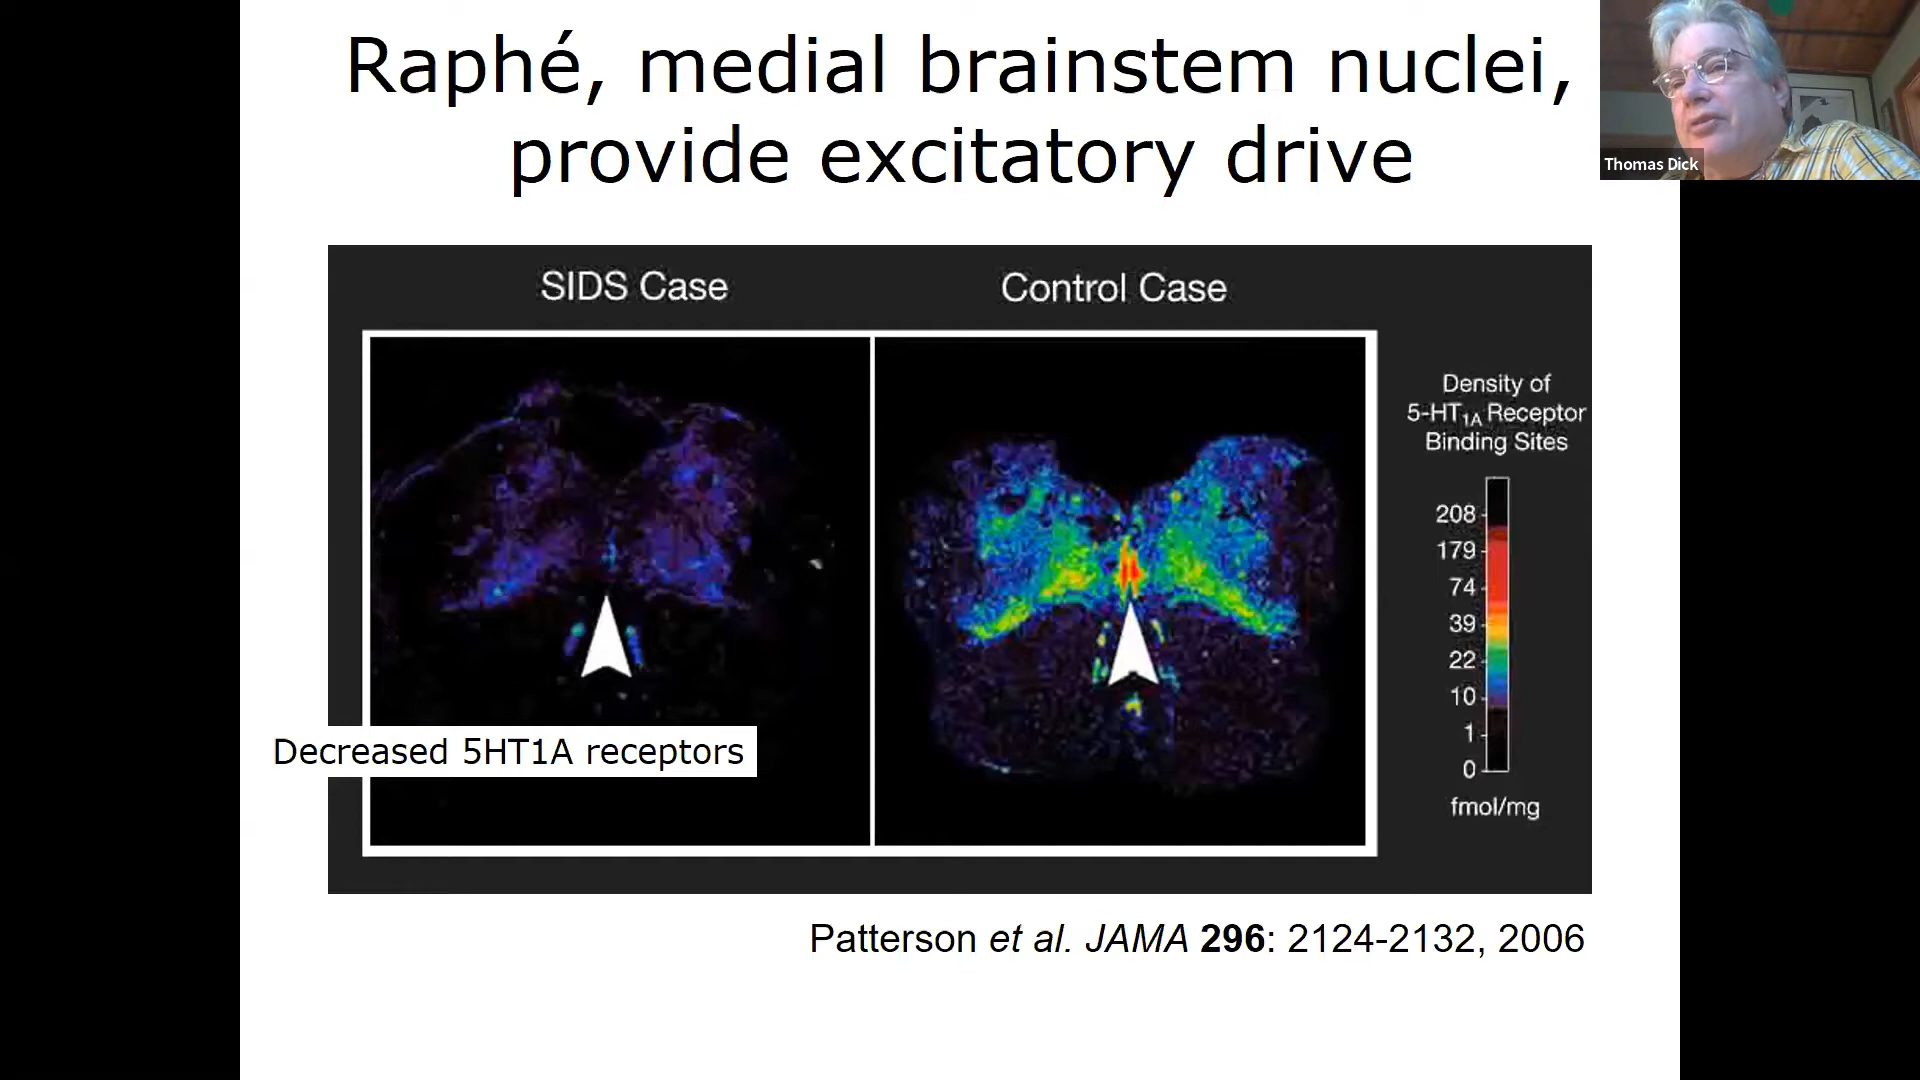 Raphé, medial brainstem nuclei,
provide excitatory drive
Thomas Dick
SIDS Case
Control Case
Density of
5-HT1A Receptor
Binding Sites
208
179
74
39
22
10
1
0
fmol/mg
Decreased 5HT1A receptors
Patterson et al. JAMA 296: 2124-2132, 2006